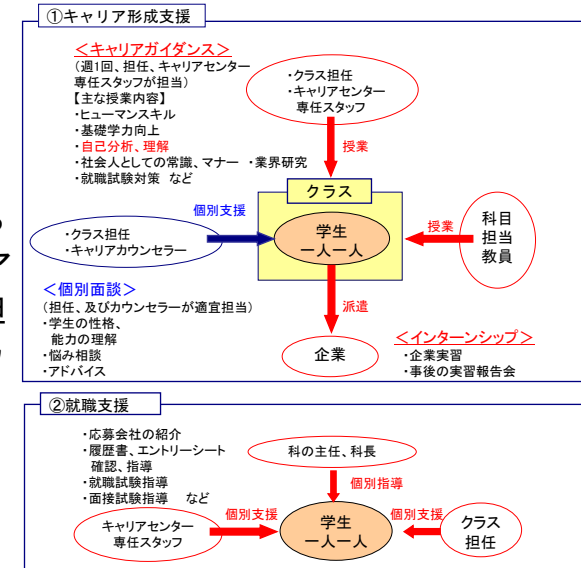 ①キャリア形成支援
<キャリアガイダンス>
(週1回、担任、キャリアセンター
専任スタッフが担当)
【主な授業内容】
・ヒューマンスキル
・基礎学力向上
・自己分析、理解
・社会人としての常識、マナー ・業界研究
・就職試験対策 など
・クラス担任
・キャリアセンター
専任スタッフ
授業
クラス
学生
一人一人
個別支援
・クラス担任
・キャリアカウンセラー
授業
科目
担当
教員
<個別面談>
(担任、及びカウンセラーが適宜担当)
・学生の性格、
能力の理解
・悩み相談
・アドバイス
派遣
企業
<インターンシップ>
・企業実習
・事後の実習報告会
②就職支援
・応募会社の紹介
・履歴書、エントリーシート
確認、指導
・就職試験指導
・面接試験指導 など
科の主任、科長
個別指導
キャリアセンター
専任スタッフ
個別支援
学生
一人一人
個別支援
クラス
担任